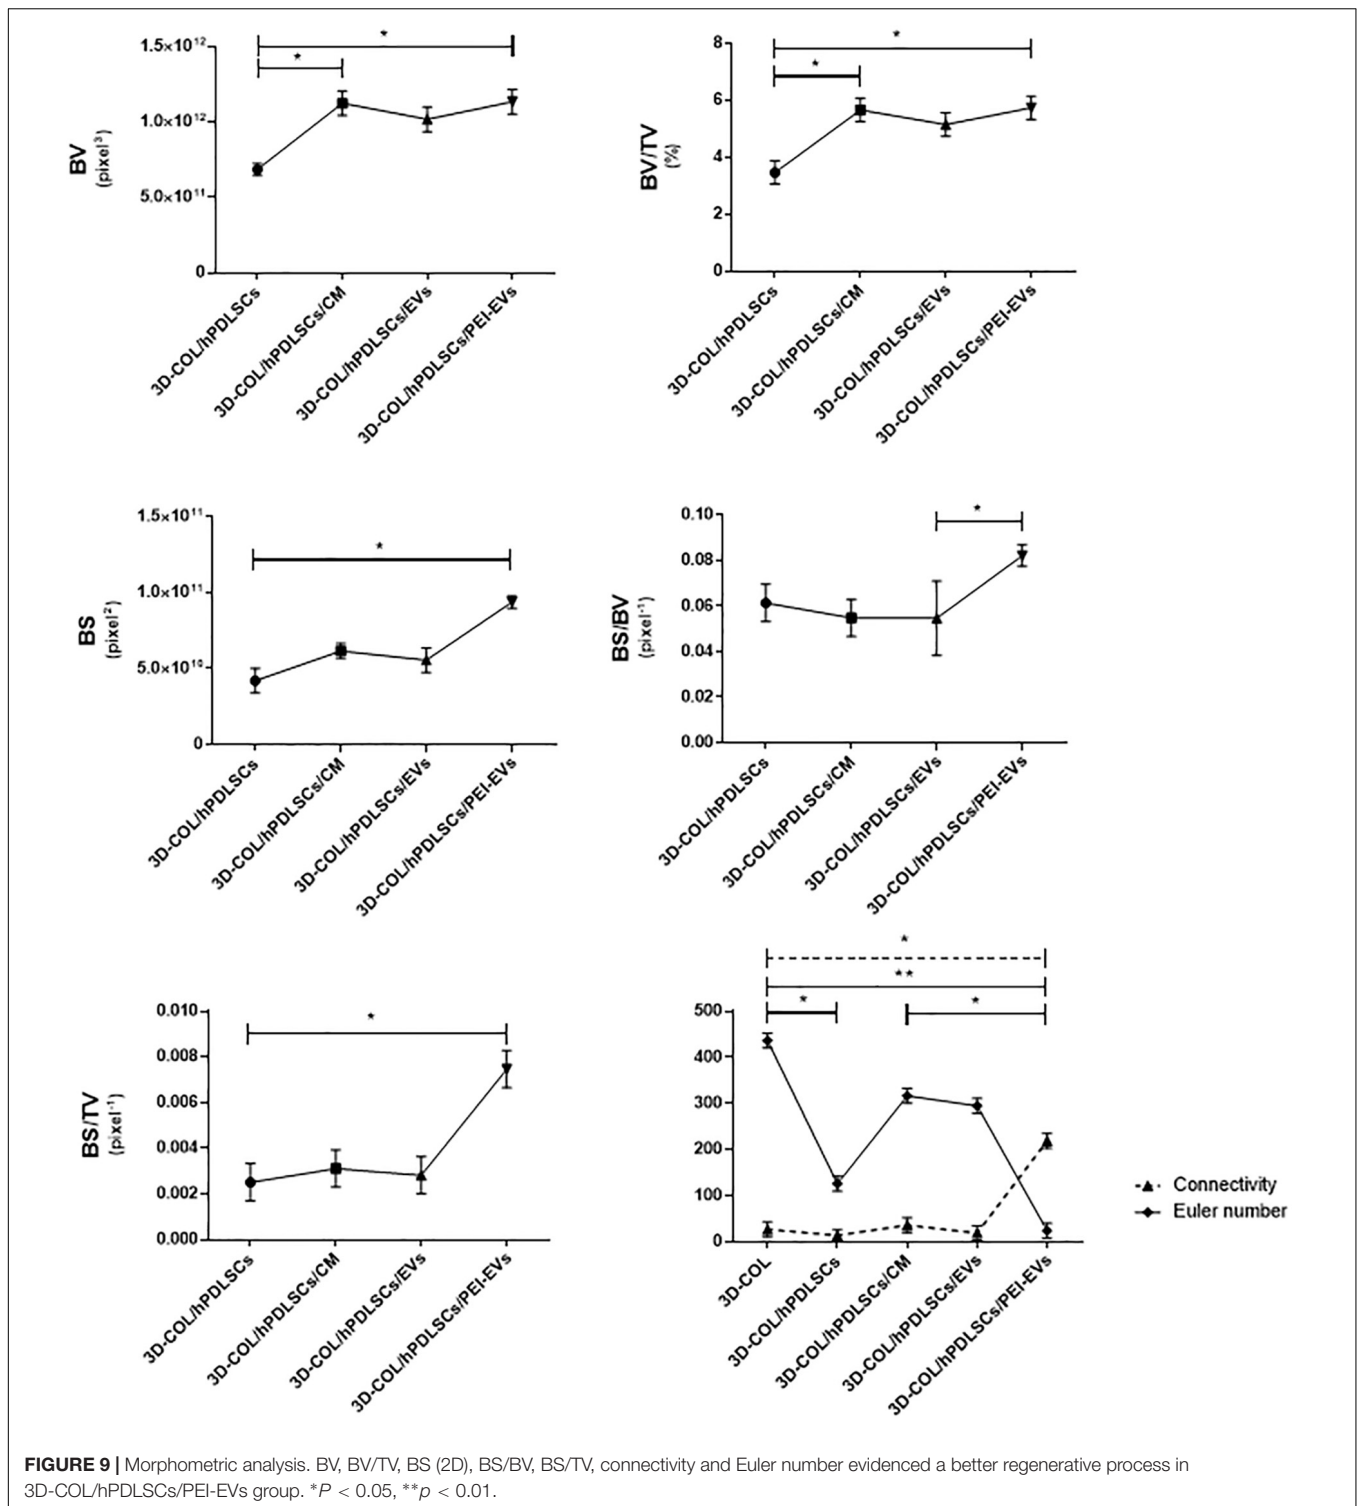 *
*
1.5×10¹²
1.0×10¹²
5.0×10¹¹
0
BV
(pixel³)
3D-COL/hPDLSCs
3D-COL/hPDLSCs/CM
3D-COL/hPDLSCs/EVs
3D-COL/hPDLSCs/PEI-EVs
*
*
8
6
4
2
0
BV/TV
(%)
3D-COL/hPDLSCs
3D-COL/hPDLSCs/CM
3D-COL/hPDLSCs/EVs
3D-COL/hPDLSCs/PEI-EVs
*
1.5×10¹¹
1.0×10¹¹
5.0×10¹⁰
0
BS
(pixel²)
3D-COL/hPDLSCs
3D-COL/hPDLSCs/CM
3D-COL/hPDLSCs/EVs
3D-COL/hPDLSCs/PEI-EVs
*
0.10
0.08
0.06
0.04
0.02
0.00
BS/BV
(pixel⁻¹)
3D-COL/hPDLSCs
3D-COL/hPDLSCs/CM
3D-COL/hPDLSCs/EVs
3D-COL/hPDLSCs/PEI-EVs
*
0.010
0.008
0.006
0.004
0.002
0.000
BS/TV
(pixel⁻¹)
3D-COL/hPDLSCs
3D-COL/hPDLSCs/CM
3D-COL/hPDLSCs/EVs
3D-COL/hPDLSCs/PEI-EVs
*
**
*
*
500
400
300
200
100
0
3D-COL
3D-COL/hPDLSCs
3D-COL/hPDLSCs/CM
3D-COL/hPDLSCs/EVs
3D-COL/hPDLSCs/PEI-EVs
Connectivity
Euler number
FIGURE 9 | Morphometric analysis. BV, BV/TV, BS (2D), BS/BV, BS/TV, connectivity and Euler number evidenced a better regenerative process in
3D-COL/hPDLSCs/PEI-EVs group. *P < 0.05, **p < 0.01.